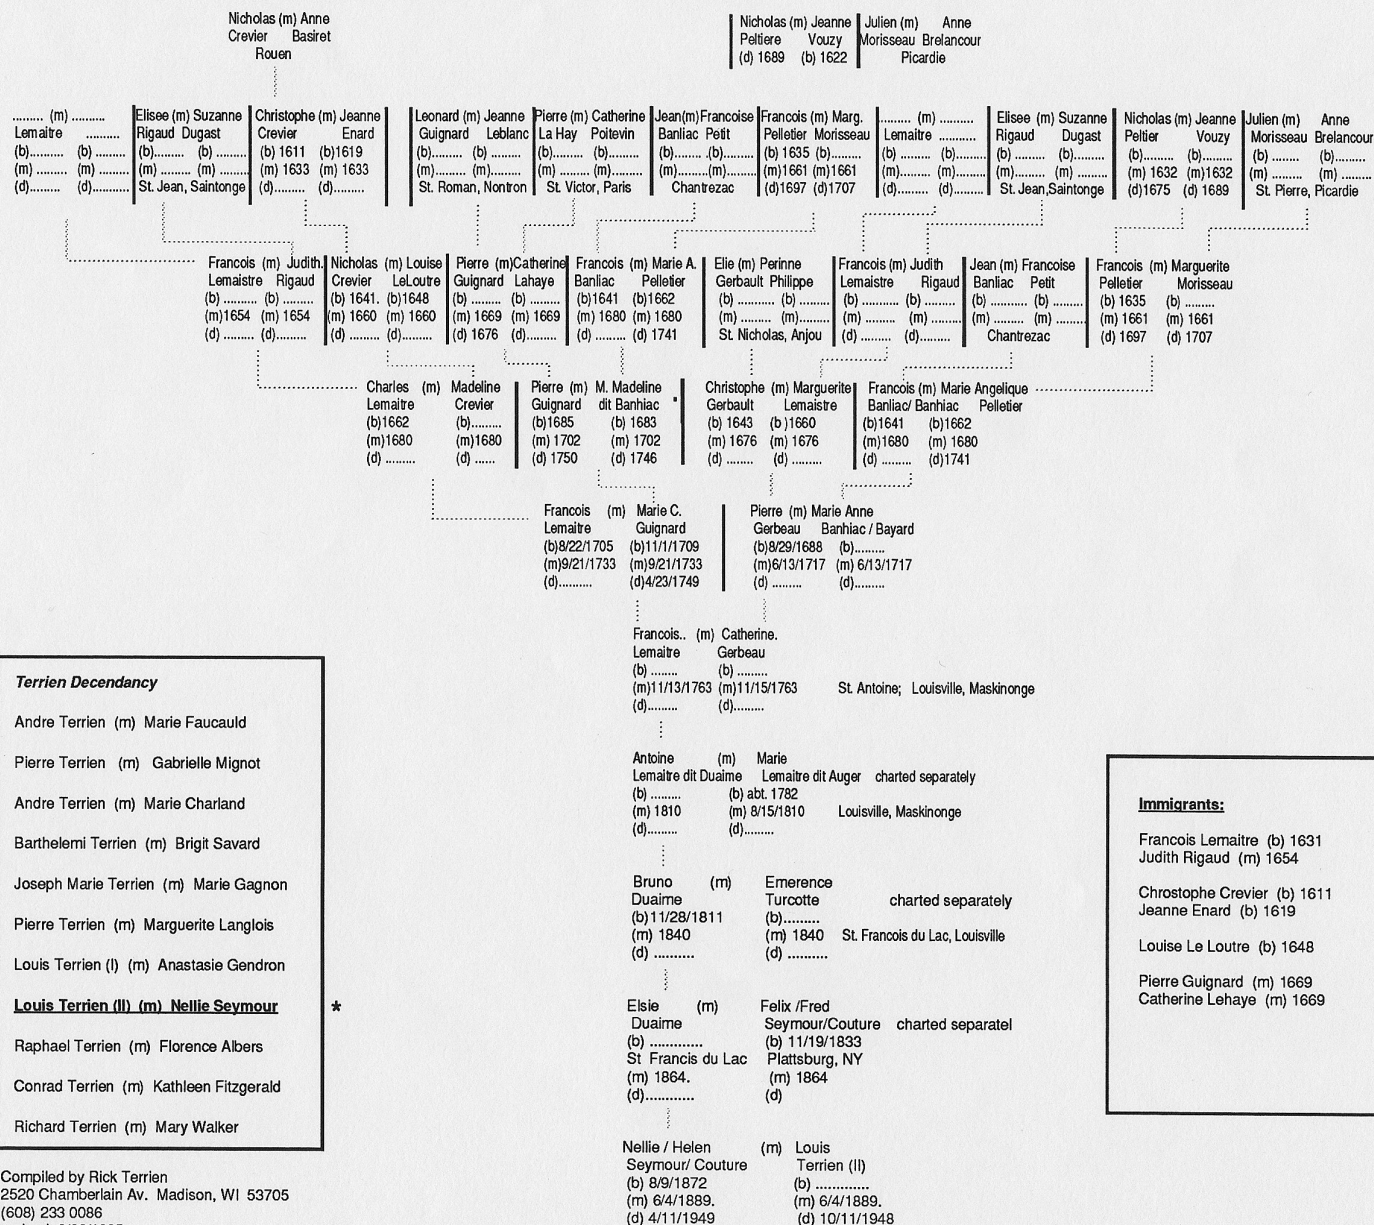 Nicholas (m) Anne
Crevier Basiret
Rouen
Nicholas (m) Jeanne
Peltiere Vouzy
(d) 1689 (b) 1622
Julien (m) Anne
Morisseau Brelancour
Picardie
......... (m) .........
Lemaitre .........
(b)......... (b) ........
(m) ........ (m) ........
(d)......... (d).........
Elisee (m) Suzanne
Rigaud Dugast
(b) ........ (b) ........
(m) ........ (m) ........
St. Jean, Saintonge
Christophe (m) Jeanne
Crevier Enard
(b) 1611 (b)1619
(m) 1633 (m) 1633
(d)......... (d).........
Leonard (m) Jeanne
Guignard Leblanc
(b)......... (b) ........
(m) ........ (m) ........
St. Roman, Nontron
Pierre (m) Catherine
La Hay Poitevin
(b)......... (b).........
(m)......... (m).........
St. Victor, Paris
Jean(m) Francoise
Banliac Petit
(b)........ .(b).........
(m)........(m).........
Chantrezac
Francois (m) Marg.
Pelletier Morisseau
(b) 1635 (b).........
(m)1661 (m)1661
(d)1697 (d)1707
......... (m) .........
Lemaitre .........
(b) ........ (b) ........
(m) ........ (m) ........
(d)......... (d).........
Elisee (m) Suzanne
Rigaud Dugast
(b) ........ (b).........
(m) ........ (m) ........
St. Jean,Saintonge
Nicholas (m) Jeanne
Peltier Vouzy
(b)......... (b).........
(m) 1632 (m)1632
(d)1675 (d) 1689
Julien (m) Anne
Morisseau Brelancour
(b) ........ (b).........
(m) ........ (m) ........
St. Pierre, Picardie
Francois (m) Judith.
Lemaistre Rigaud
(b) ......... (b) ........
(m)1654 (m) 1654
(d) ......... (d) ........
Nicholas (m) Louise
Crevier LeLoutre
(b) 1641. (b)1648
(m) 1660 (m) 1660
(d) ........ (d).........
Pierre (m)Catherine
Guignard Lahaye
(b) ........ (b) ........
(m) 1669 (m) 1669
(d) 1676 (d) ........
Francois (m) Marie A.
Banliac Pelletier
(b)1641 (b)1662
(m) 1680 (m) 1680
(d) ......... (d) 1741
Elie (m) Perinne
Gerbault Philippe
(b) .......... (b) ........
(m) ......... (m).........
St. Nicholas, Anjou
Francois (m) Judith
Lemaistre Rigaud
(b) ......... (b) ........
(m) ........ (m) ........
(d) ........ (d).........
Jean (m) Francoise
Banliac Petit
(b) ......... (b) ........
(m) ......... (m) ........
Chantrezac
Francois (m) Marguerite
Pelletier Morisseau
(b) 1635 (b) ........
(m) 1661 (m) 1661
(d) 1697 (d) 1707
Charles (m) Madeline
Lemaitre Crevier
(b)1662 (b).........
(m)1680 (m)1680
(d) ......... (d) ......
Pierre (m) M. Madeline
Guignard dit Banhiac
(b)1685 (b) 1683
(m) 1702 (m) 1702
(d) 1750 (d) 1746
Christophe (m) Marguerite
Gerbault Lemaistre
(b) 1643 (b )1660
(m) 1676 (m) 1676
(d) ........ (d) ........
Francois (m) Marie Angelique
Banliac/ Banhiac Pelletier
(b)1641 (b)1662
(m)1680 (m) 1680
(d) ......... (d)1741
Francois (m) Marie C.
Lemaitre Guignard
(b)8/22/1705 (b)11/1/1709
(m)9/21/1733 (m)9/21/1733
(d).......... (d)4/23/1749
Pierre (m) Marie Anne
Gerbeau Banhiac / Bayard
(b)8/29/1688 (b).........
(m)6/13/1717 (m) 6/13/1717
(d) ......... (d).........
Francois.. (m) Catherine.
Lemaitre Gerbeau
(b) ........ (b) .........
(m)11/13/1763 (m)11/15/1763 St. Antoine; Louisville, Maskinonge
(d)......... (d).........
Antoine (m) Marie
Lemaitre dit Duaime Lemaitre dit Auger charted separately
(b) ......... (b) abt. 1782
(m) 1810 (m) 8/15/1810 Louisville, Maskinonge
(d)......... (d).........
Bruno (m) Emerence
Duaime Turcotte charted separately
(b)11/28/1811 (b).........
(m) 1840 (m) 1840 St. Francois du Lac, Louisville
(d) .......... (d) ..........
Elsie (m) Felix /Fred
Duaime Seymour/Couture charted separatel
(b) ............. (b) 11/19/1833
St Francis du Lac Plattsburg, NY
(m) 1864. (m) 1864
(d)............ (d)
Nellie / Helen (m) Louis
Seymour/ Couture Terrien (II)
(b) 8/9/1872 (b) .............
(m) 6/4/1889. (m) 6/4/1889.
(d) 4/11/1949 (d) 10/11/1948
Terrien Decendancy
Andre Terrien (m) Marie Faucauld
Pierre Terrien (m) Gabrielle Mignot
Andre Terrien (m) Marie Charland
Barthelemi Terrien (m) Brigit Savard
Joseph Marie Terrien (m) Marie Gagnon
Pierre Terrien (m) Marguerite Langlois
Louis Terrien (I) (m) Anastasie Gendron
Louis Terrien (II) (m) Nellie Seymour *
Raphael Terrien (m) Florence Albers
Conrad Terrien (m) Kathleen Fitzgerald
Richard Terrien (m) Mary Walker
Compiled by Rick Terrien
2520 Chamberlain Av. Madison, WI 53705
(608) 233 0086
Immigrants:
Francois Lemaitre (b) 1631
Judith Rigaud (m) 1654
Chrostophe Crevier (b) 1611
Jeanne Enard (b) 1619
Louise Le Loutre (b) 1648
Pierre Guignard (m) 1669
Catherine Lehaye (m) 1669